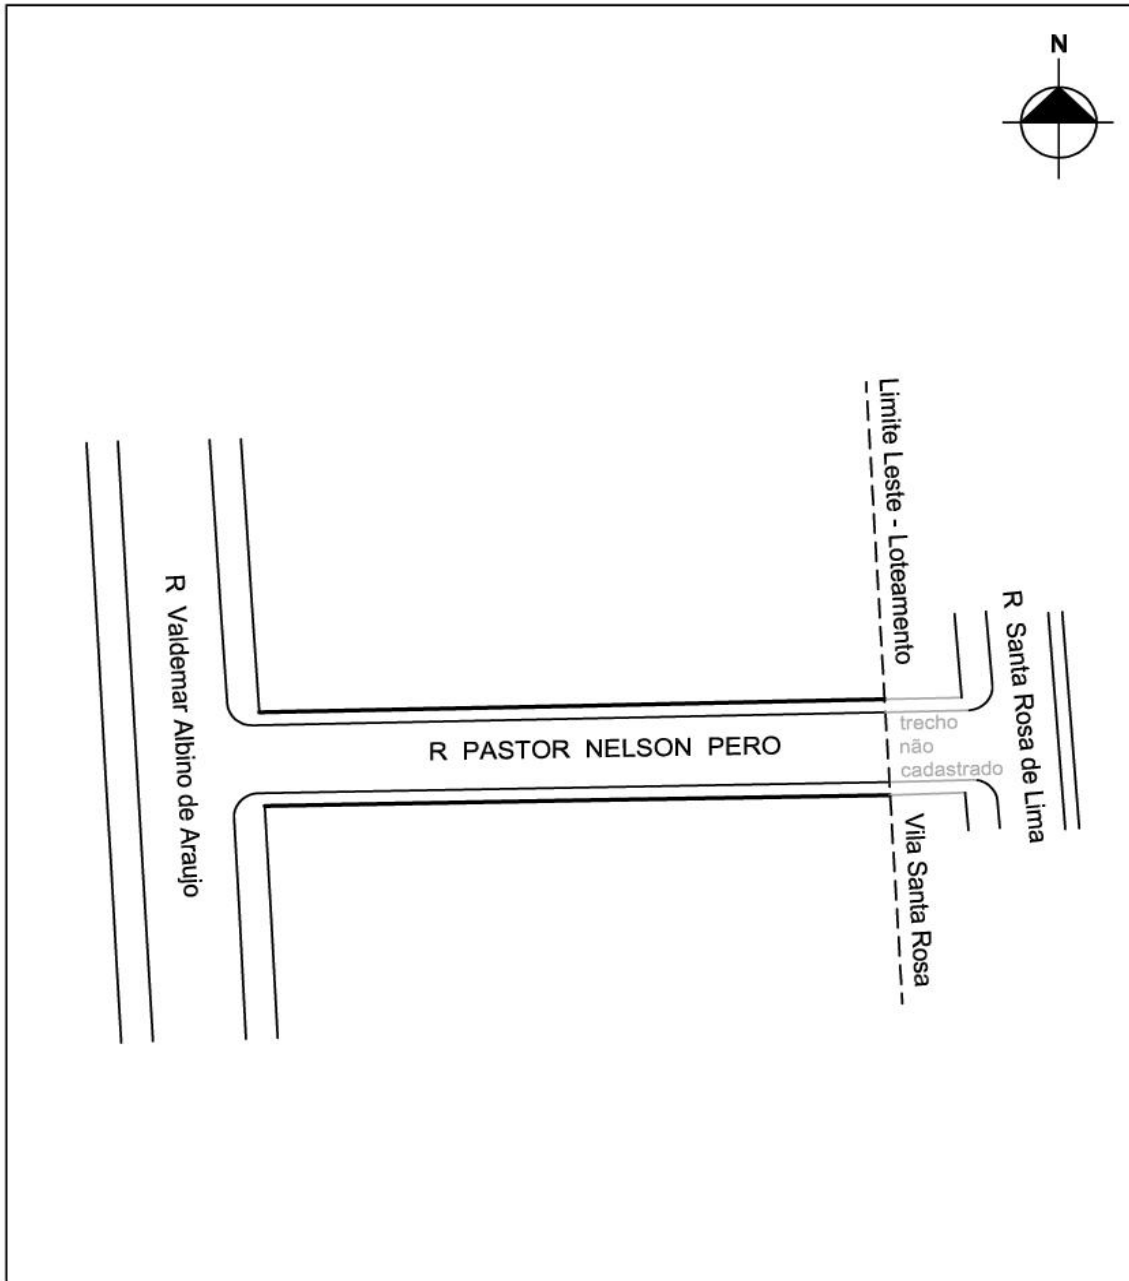 N
Limite Leste - Loteamento
R Valdemar Albino de Araujo
R Santa Rosa de Lima
R PASTOR NELSON PERO
trecho
não
cadastrado
Vila Santa Rosa